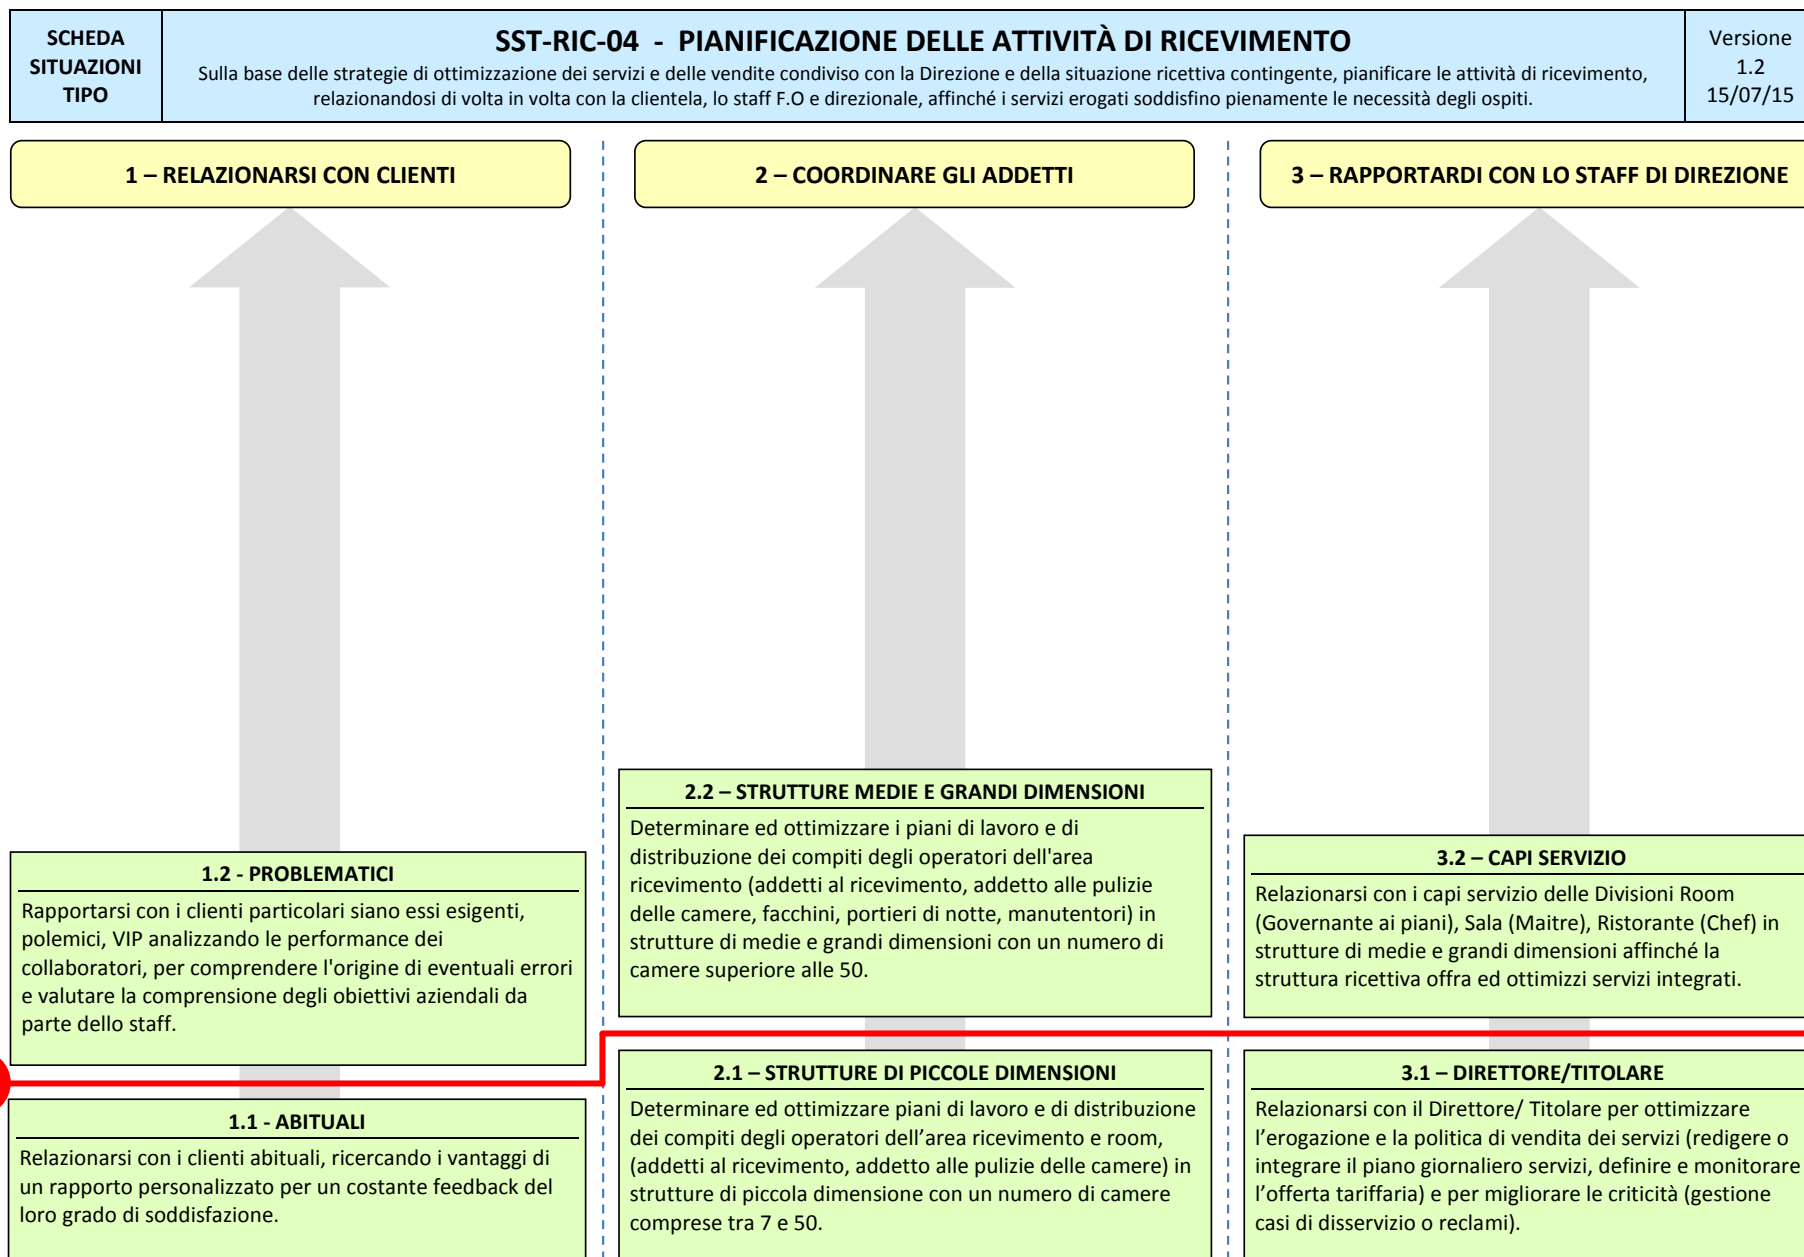 SCHEDA
SITUAZIONI
TIPO
SST-RIC-04 - PIANIFICAZIONE DELLE ATTIVITÀ DI RICEVIMENTO
Sulla base delle strategie di ottimizzazione dei servizi e delle vendite condiviso con la Direzione e della situazione ricettiva contingente, pianificare le attività di ricevimento,
relazionandosi di volta in volta con la clientela, lo staff F.O e direzionale, affinché i servizi erogati soddisfino pienamente le necessità degli ospiti.
Versione
1.2
15/07/15
1 – RELAZIONARSI CON CLIENTI
2 – COORDINARE GLI ADDETTI
3 – RAPPORTARDI CON LO STAFF DI DIREZIONE
1.2 - PROBLEMATICI
Rapportarsi con i clienti particolari siano essi esigenti,
polemici, VIP analizzando le performance dei
collaboratori, per comprendere l'origine di eventuali errori
e valutare la comprensione degli obiettivi aziendali da
parte dello staff.
1.1 - ABITUALI
Relazionarsi con i clienti abituali, ricercando i vantaggi di
un rapporto personalizzato per un costante feedback del
loro grado di soddisfazione.
2.2 – STRUTTURE MEDIE E GRANDI DIMENSIONI
Determinare ed ottimizzare i piani di lavoro e di
distribuzione dei compiti degli operatori dell'area
ricevimento (addetti al ricevimento, addetto alle pulizie
delle camere, facchini, portieri di notte, manutentori) in
strutture di medie e grandi dimensioni con un numero di
camere superiore alle 50.
2.1 – STRUTTURE DI PICCOLE DIMENSIONI
Determinare ed ottimizzare piani di lavoro e di distribuzione
dei compiti degli operatori dell’area ricevimento e room,
(addetti al ricevimento, addetto alle pulizie delle camere) in
strutture di piccola dimensione con un numero di camere
comprese tra 7 e 50.
3.2 – CAPI SERVIZIO
Relazionarsi con i capi servizio delle Divisioni Room
(Governante ai piani), Sala (Maitre), Ristorante (Chef) in
strutture di medie e grandi dimensioni affinché la
struttura ricettiva offra ed ottimizzi servizi integrati.
3.1 – DIRETTORE/TITOLARE
Relazionarsi con il Direttore/ Titolare per ottimizzare
l’erogazione e la politica di vendita dei servizi (redigere o
integrare il piano giornaliero servizi, definire e monitorare
l’offerta tariffaria) e per migliorare le criticità (gestione
casi di disservizio o reclami).